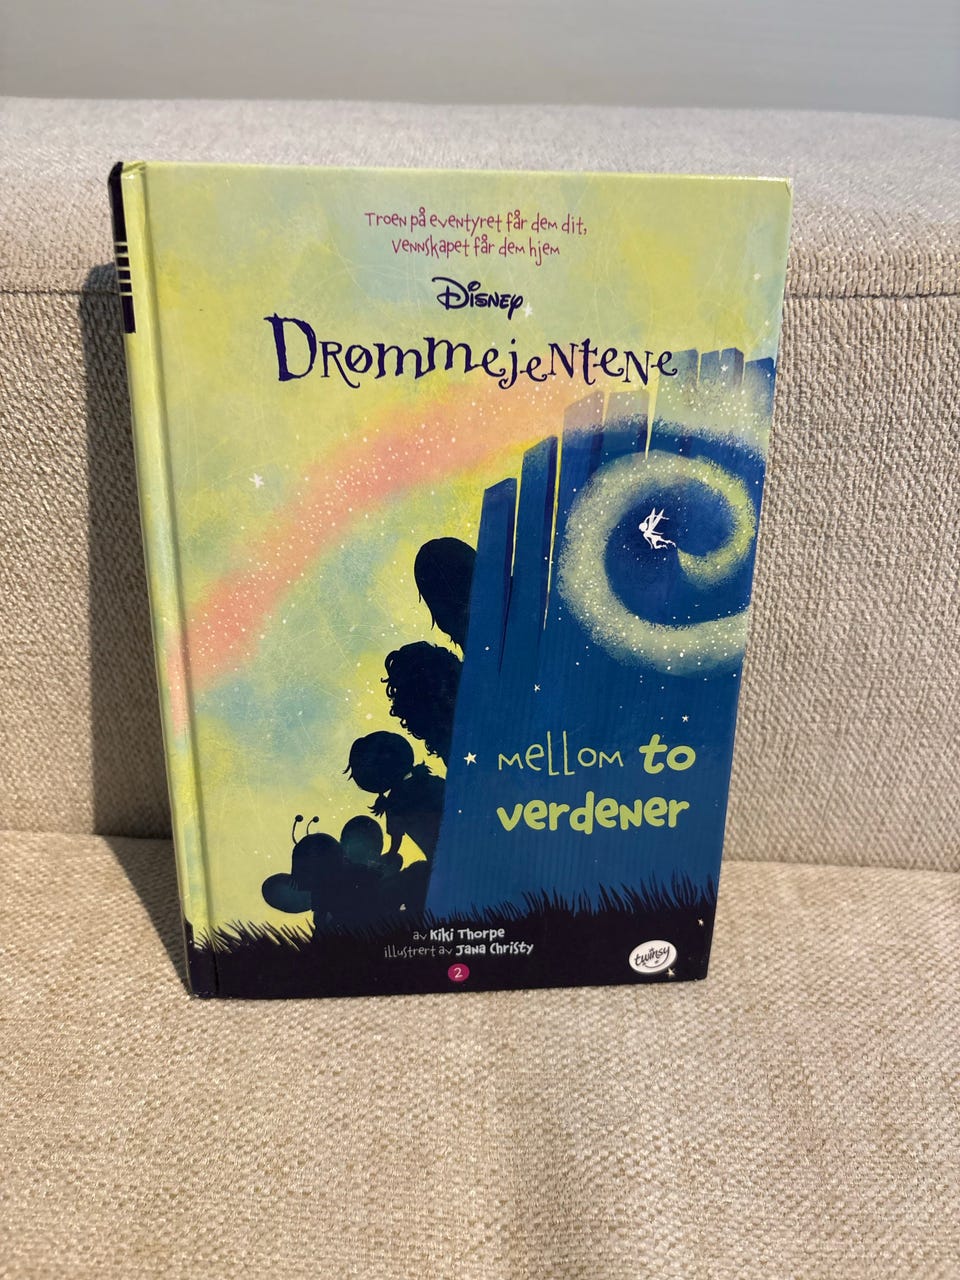 Troen på eventyret får dem dit,
vennskapet får dem hjem
Disney
Drømmejentene
mellom to
verdener
av Kiki Thorpe
illustrert av Jana Christy
2
twinsy